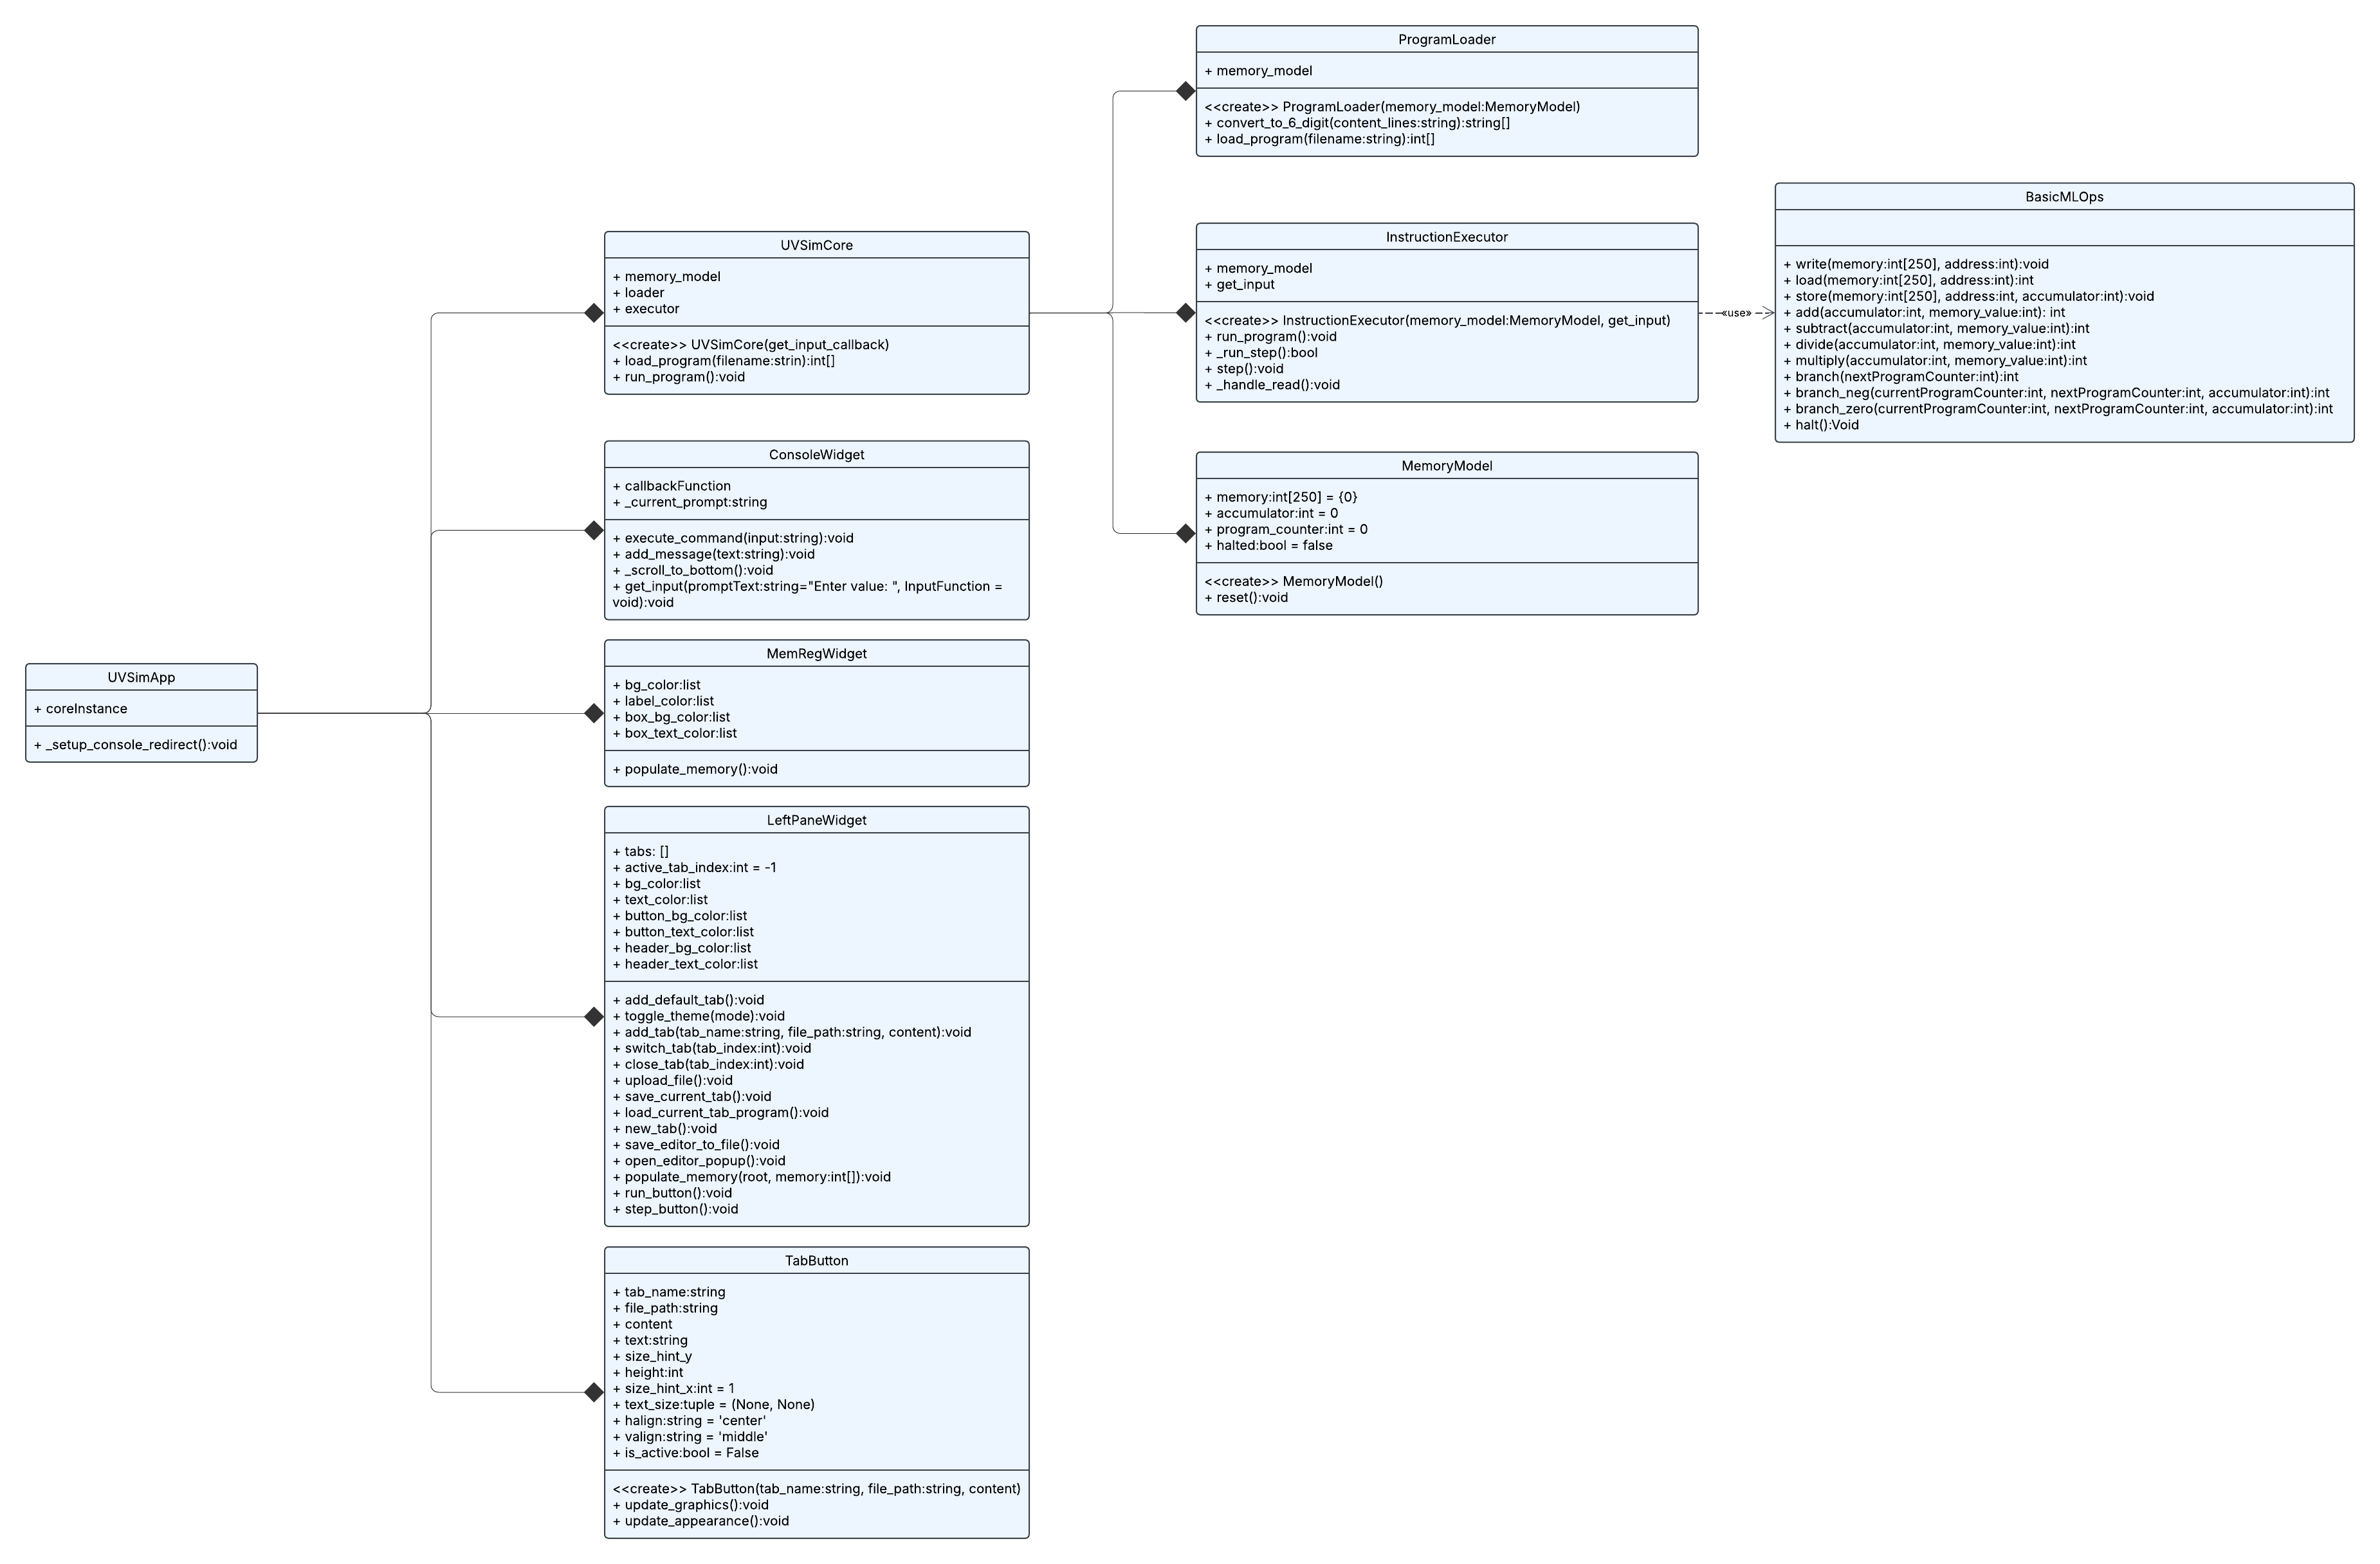 ProgramLoader
+ memory_model
<<create>> ProgramLoader(memory_model:MemoryModel)
+ convert_to_6_digit(content_lines:string):string[]
+ load_program(filename:string):int[]
BasicMLOps
+ write(memory:int[250], address:int):void
+ load(memory:int[250], address:int):int
+ store(memory:int[250], address:int, accumulator:int):void
+ add(accumulator:int, memory_value:int): int
+ subtract(accumulator:int, memory_value:int):int
+ divide(accumulator:int, memory_value:int):int
+ multiply(accumulator:int, memory_value:int):int
+ branch(nextProgramCounter:int):int
+ branch_neg(currentProgramCounter:int, nextProgramCounter:int, accumulator:int):int
+ branch_zero(currentProgramCounter:int, nextProgramCounter:int, accumulator:int):int
+ halt():Void
InstructionExecutor
+ memory_model
+ get_input
<<create>> InstructionExecutor(memory_model:MemoryModel, get_input)
+ run_program():void
+ _run_step():bool
+ step():void
+ _handle_read():void
«use»
UVSimCore
+ memory_model
+ loader
+ executor
<<create>> UVSimCore(get_input_callback)
+ load_program(filename:strin):int[]
+ run_program():void
MemoryModel
+ memory:int[250] = {0}
+ accumulator:int = 0
+ program_counter:int = 0
+ halted:bool = false
<<create>> MemoryModel()
+ reset():void
ConsoleWidget
+ callbackFunction
+ _current_prompt:string
+ execute_command(input:string):void
+ add_message(text:string):void
+ _scroll_to_bottom():void
+ get_input(promptText:string="Enter value: ", InputFunction =
void):void
MemRegWidget
+ bg_color:list
+ label_color:list
+ box_bg_color:list
+ box_text_color:list
+ populate_memory():void
UVSimApp
+ coreInstance
+ _setup_console_redirect():void
LeftPaneWidget
+ tabs: []
+ active_tab_index:int = -1
+ bg_color:list
+ text_color:list
+ button_bg_color:list
+ button_text_color:list
+ header_bg_color:list
+ header_text_color:list
+ add_default_tab():void
+ toggle_theme(mode):void
+ add_tab(tab_name:string, file_path:string, content):void
+ switch_tab(tab_index:int):void
+ close_tab(tab_index:int):void
+ upload_file():void
+ save_current_tab():void
+ load_current_tab_program():void
+ new_tab():void
+ save_editor_to_file():void
+ open_editor_popup():void
+ populate_memory(root, memory:int[]):void
+ run_button():void
+ step_button():void
TabButton
+ tab_name:string
+ file_path:string
+ content
+ text:string
+ size_hint_y
+ height:int
+ size_hint_x:int = 1
+ text_size:tuple = (None, None)
+ halign:string = 'center'
+ valign:string = 'middle'
+ is_active:bool = False
<<create>> TabButton(tab_name:string, file_path:string, content)
+ update_graphics():void
+ update_appearance():void